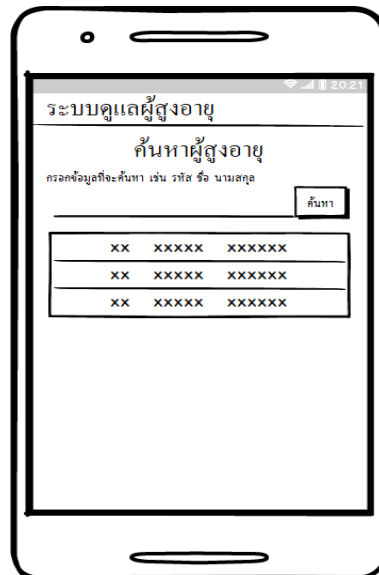 20:21
ระบบดูแลผู้สูงอายุ
ค้นหาผู้สูงอายุ
กรอกข้อมูลที่จะค้นหา เช่น รหัส ชื่อ นามสกุล
ค้นหา
xx xxxxx xxxxxx
xx xxxxx xxxxxx
xx xxxxx xxxxxx